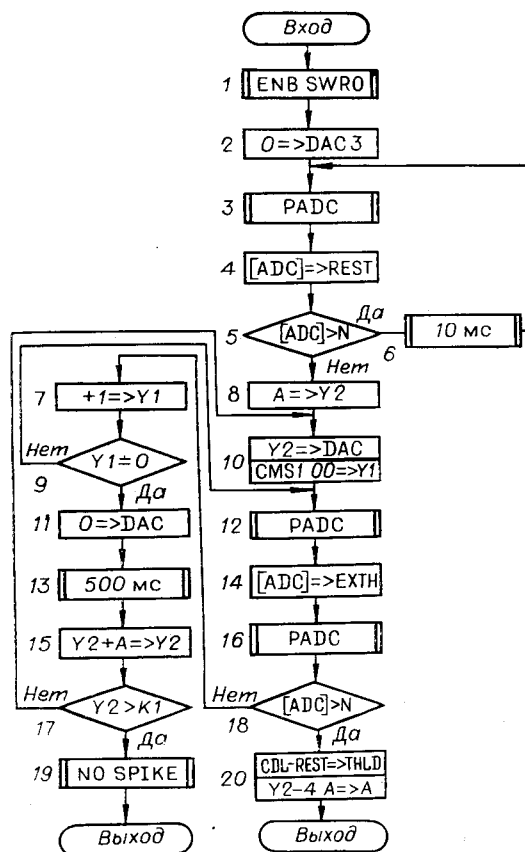 Вход
1 ENB SWR0
2 0=>DAC3
3 PADC
4 [ADC]=>REST
5 [ADC]>N Да
6 10 мс
Нет
7 +1=>Y1
8 A=>Y2
Нет Y1=0
9
Да
10 Y2=>DAC
CMS1 00=>Y1
11 0=>DAC
12 PADC
13 500 мс
14 [ADC]=>EXTH
15 Y2+A=>Y2
16 PADC
Нет Y2>K1
17
Да
Нет [ADC]>N
18
Да
19 NO SPIKE
20 CDL-REST=>THLD
Y2-4 A=>A
Выход
Выход